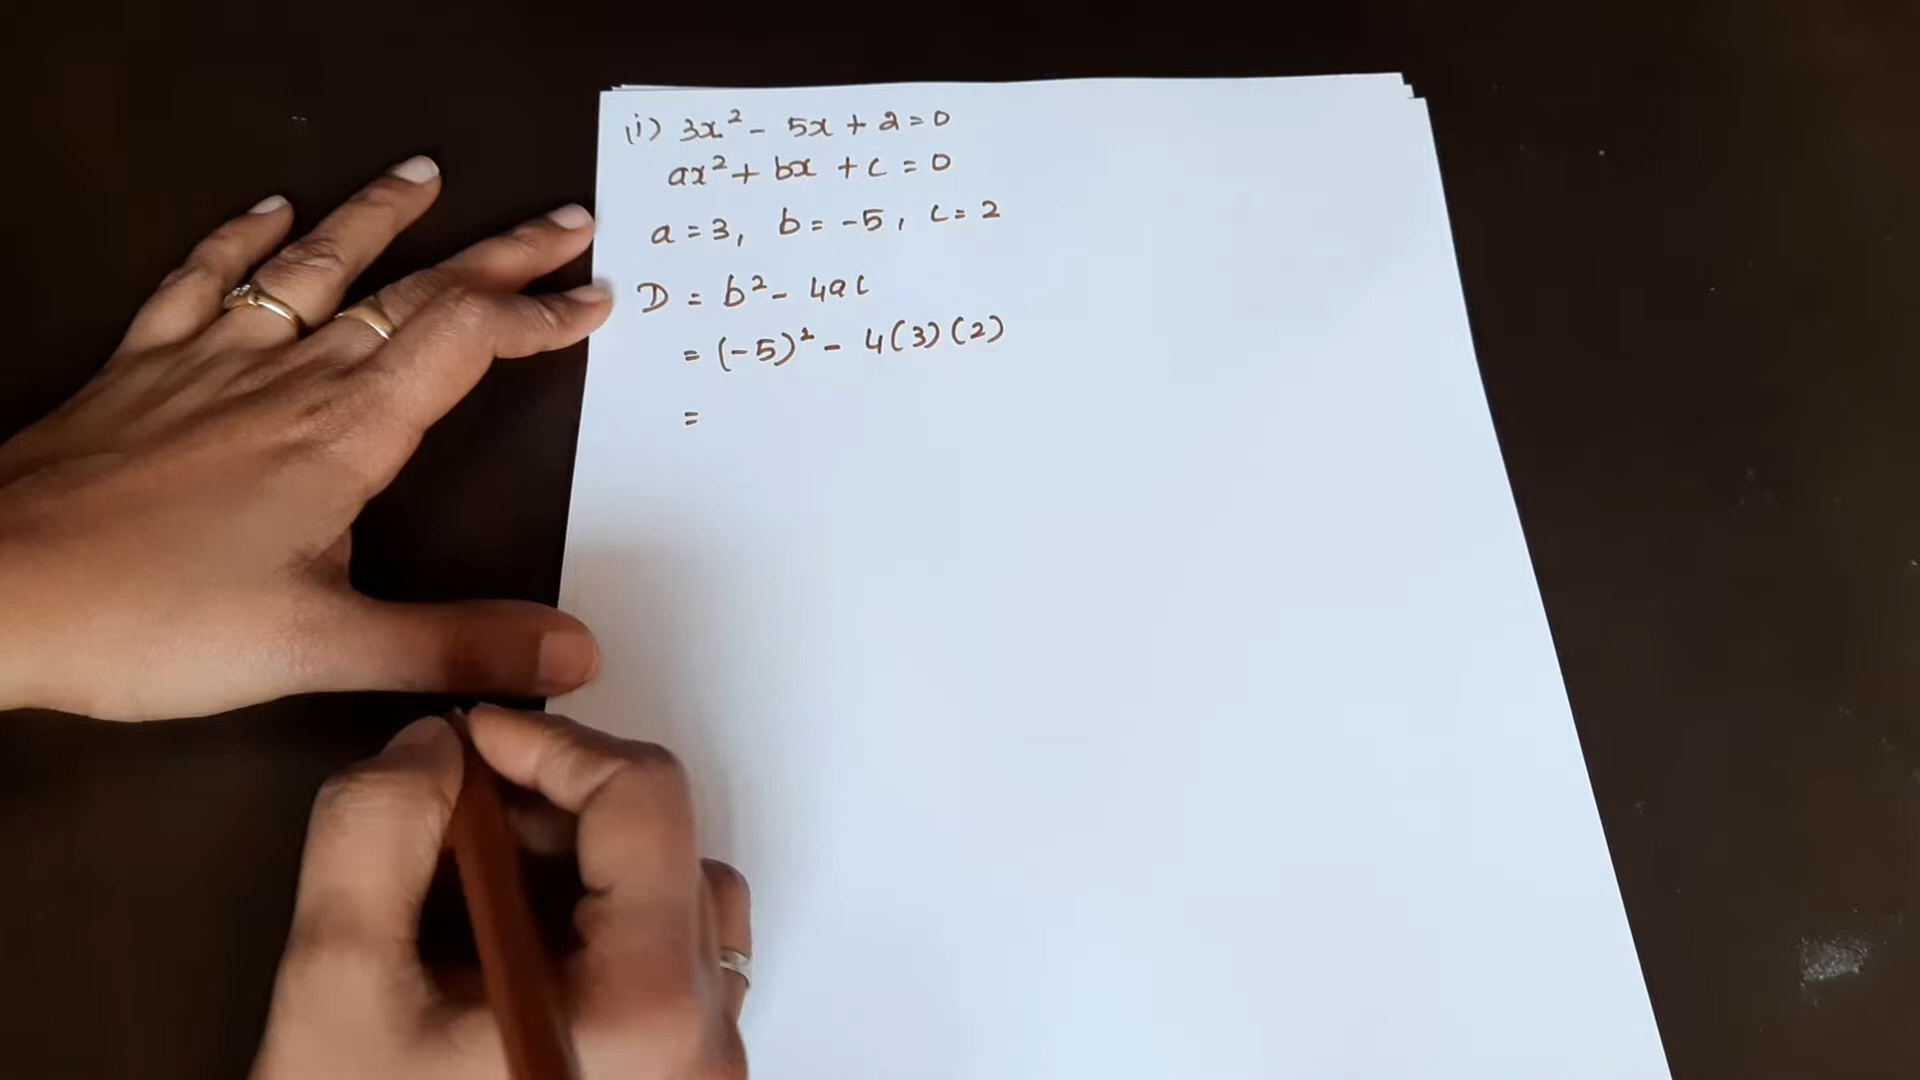 (i) 3x² - 5x + 2 = 0
ax² + bx + c = 0
a = 3, b = -5, c = 2
D = b² - 4ac
= (-5)² - 4(3)(2)
=